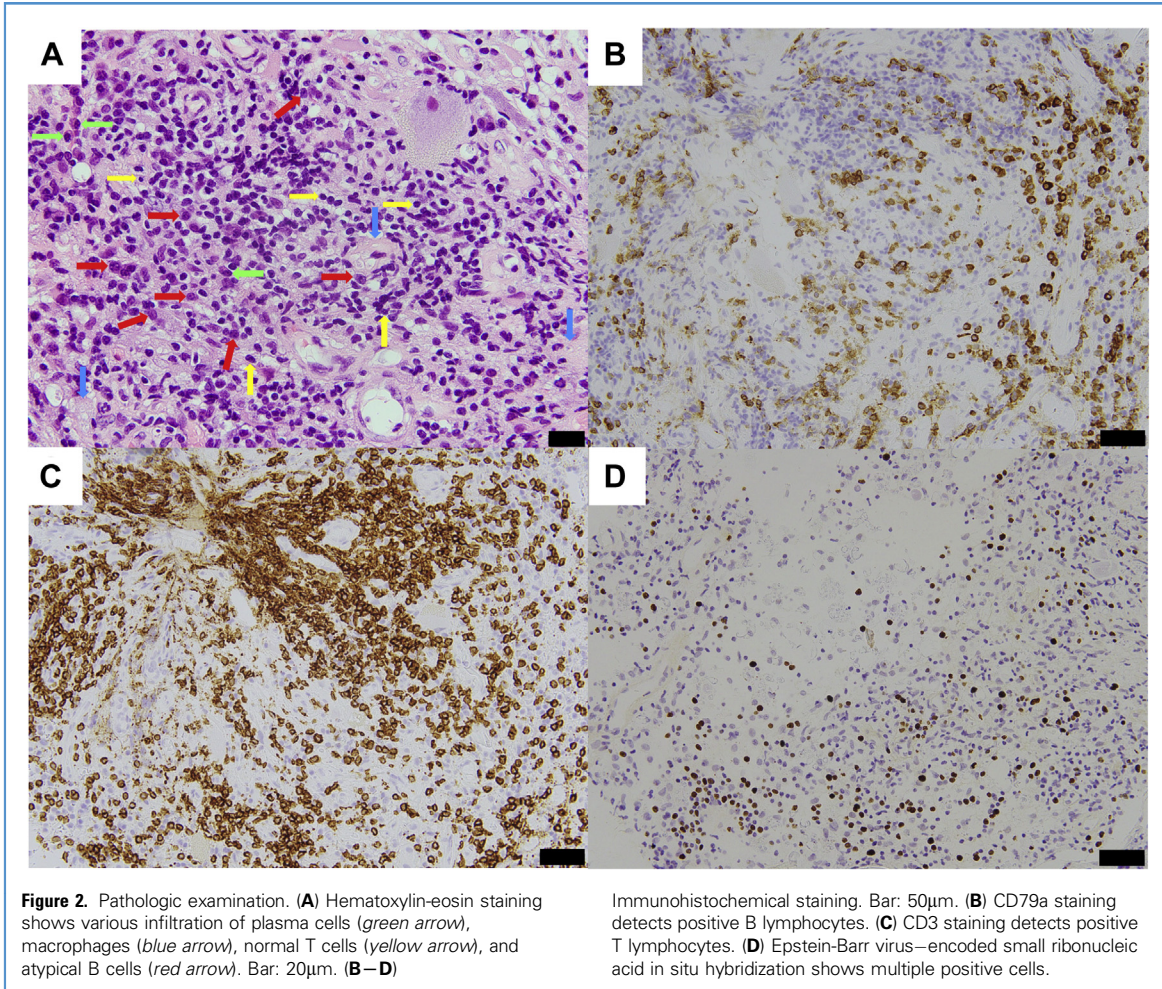 A
B
C
D
Figure 2. Pathologic examination. (A) Hematoxylin-eosin staining
shows various infiltration of plasma cells (green arrow),
macrophages (blue arrow), normal T cells (yellow arrow), and
atypical B cells (red arrow). Bar: 20μm. (B–D)
Immunohistochemical staining. Bar: 50μm. (B) CD79a staining
detects positive B lymphocytes. (C) CD3 staining detects positive
T lymphocytes. (D) Epstein-Barr virus–encoded small ribonucleic
acid in situ hybridization shows multiple positive cells.